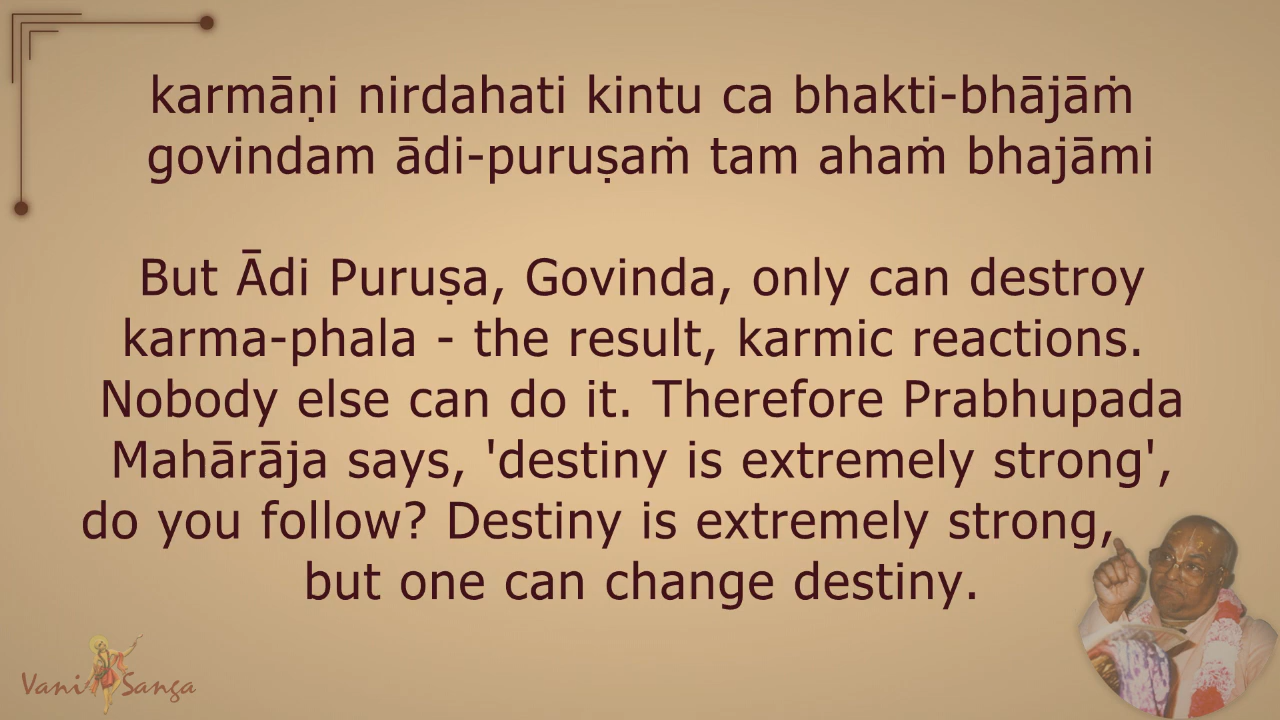 karmāṇi nirdahati kintu ca bhakti-bhājāṁ
govindam ādi-puruṣaṁ tam ahaṁ bhajāmi
But Ādi Puruṣa, Govinda, only can destroy
karma-phala - the result, karmic reactions.
Nobody else can do it. Therefore Prabhupada
Mahārāja says, 'destiny is extremely strong',
do you follow? Destiny is extremely strong,
but one can change destiny.
Vani Sanga